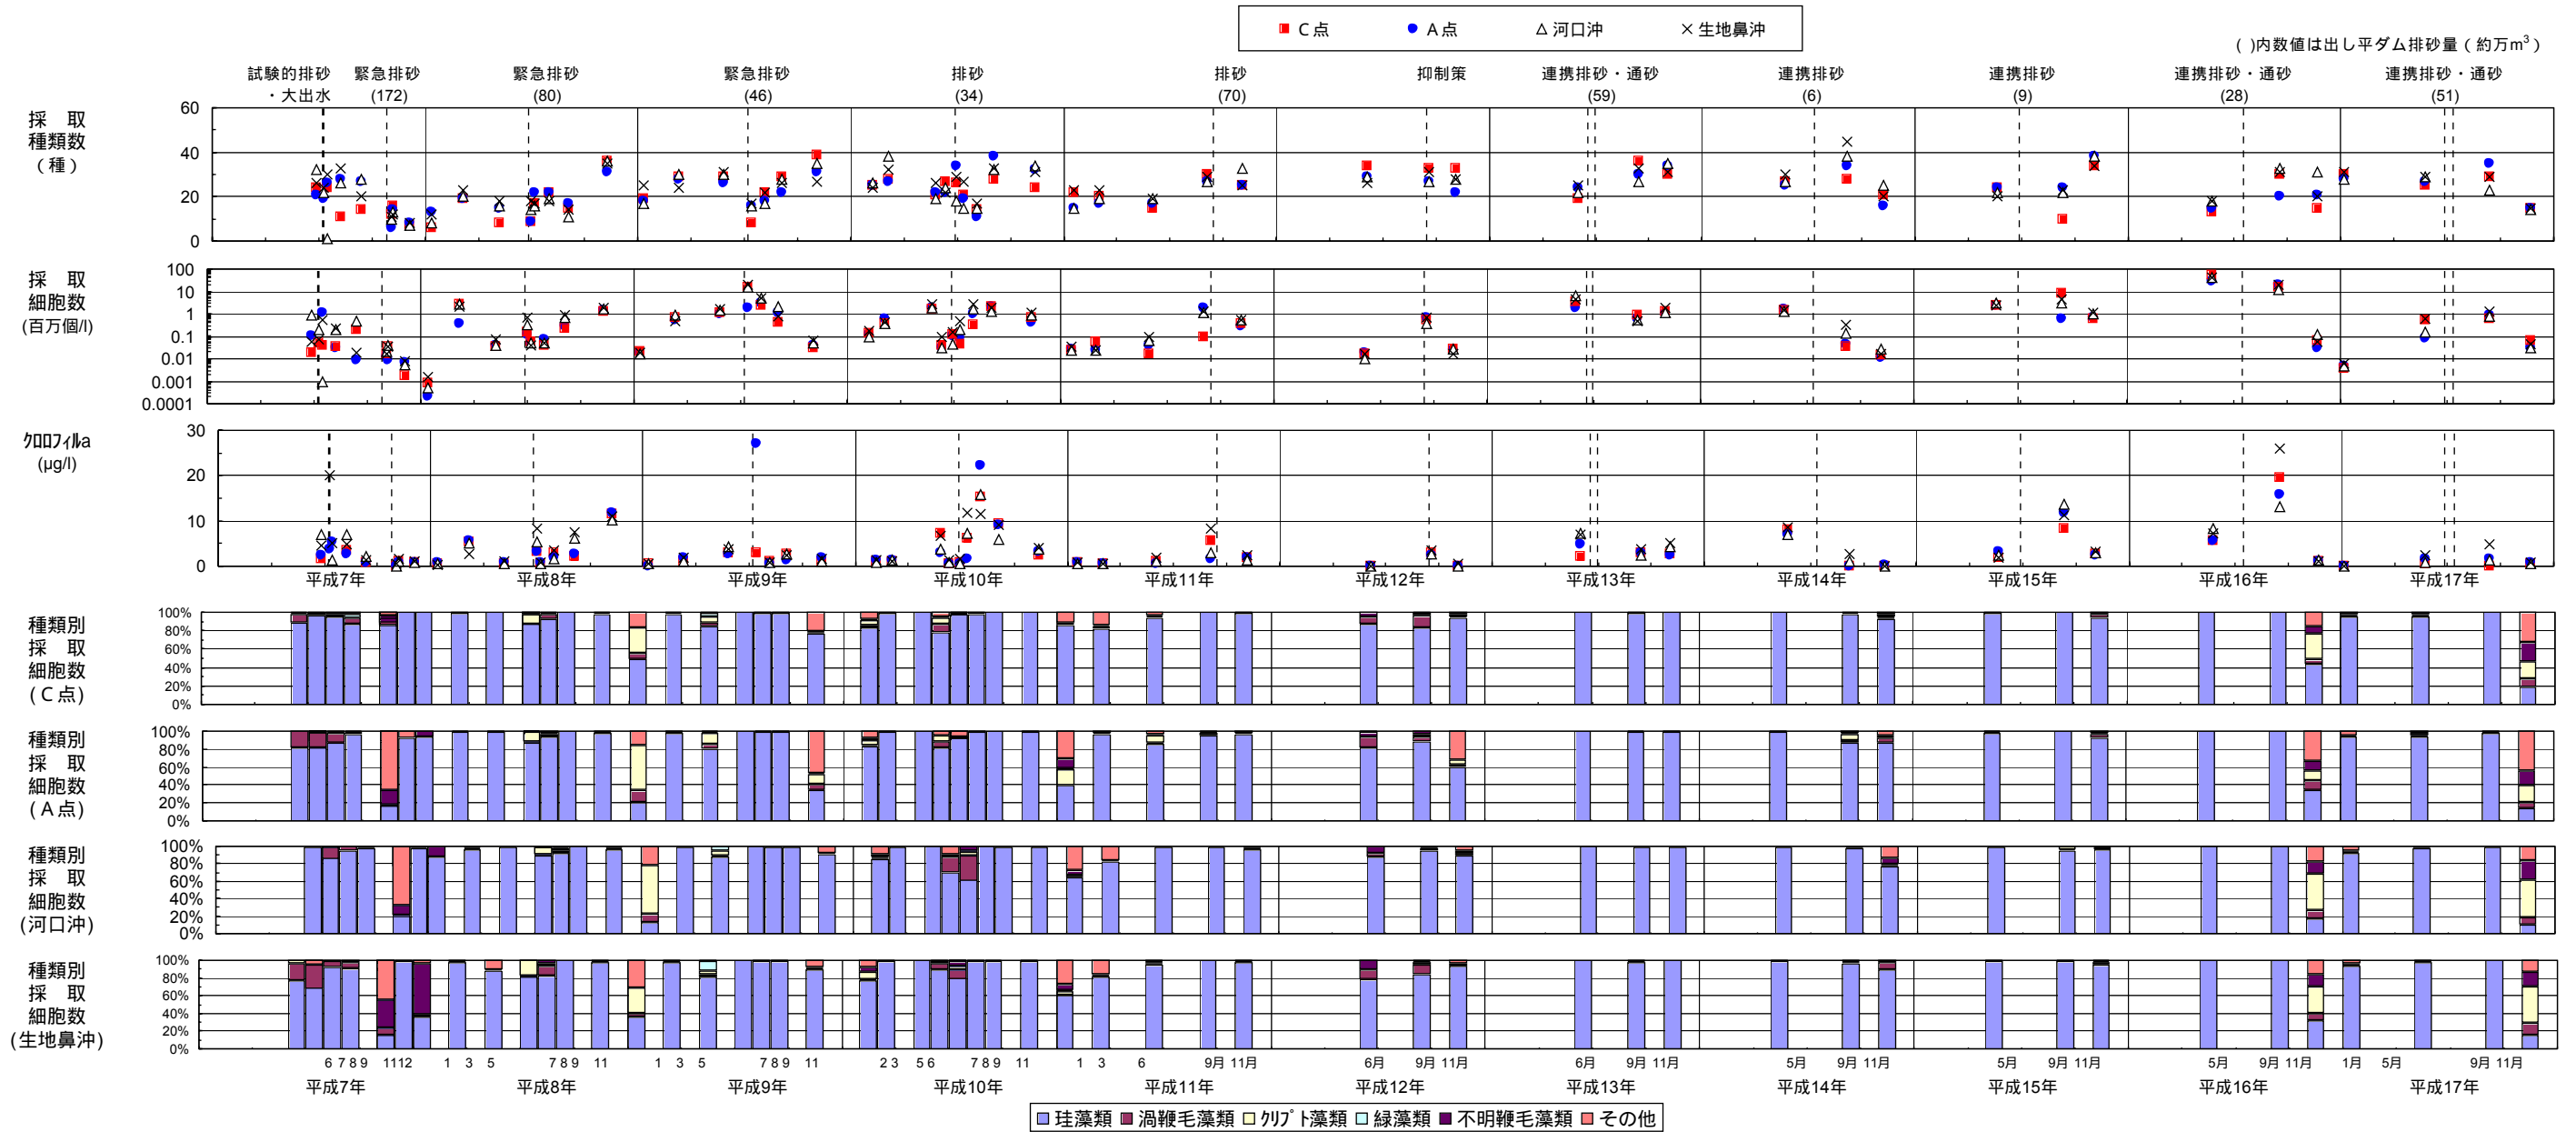 C点 A点 河口沖 生地鼻沖
( )内数値は出し平ダム排砂量（約万m³）
試験的排砂 緊急排砂 緊急排砂 緊急排砂 排砂 排砂 抑制策 連携排砂・通砂 連携排砂 連携排砂 連携排砂・通砂 連携排砂・通砂
・大出水 (172) (80) (46) (34) (70) (59) (6) (9) (28) (51)
採 取
種類数
（種）
60
40
20
0
採 取
細胞数
(百万個/l)
100
10
1
0.1
0.01
0.001
0.0001
ｸﾛﾛﾌｨﾙa
(μg/l)
30
20
10
0
平成7年 平成8年 平成9年 平成10年 平成11年 平成12年 平成13年 平成14年 平成15年 平成16年 平成17年
種類別
採 取
細胞数
(C点)
100%
80%
60%
40%
20%
0%
種類別
採 取
細胞数
(A点)
100%
80%
60%
40%
20%
0%
種類別
採 取
細胞数
(河口沖)
100%
80%
60%
40%
20%
0%
種類別
採 取
細胞数
(生地鼻沖)
100%
80%
60%
40%
20%
0%
6 7 8 9 11 12 1 3 5 7 8 9 11 1 3 5 7 8 9 11 2 3 5 6 7 8 9 11 1 3 6 9月 11月 6月 9月 11月 6月 9月 11月 5月 9月 11月 5月 9月 11月 5月 9月 11月 1月 5月 9月 11月
平成7年 平成8年 平成9年 平成10年 平成11年 平成12年 平成13年 平成14年 平成15年 平成16年 平成17年
珪藻類 渦鞭毛藻類 ｸﾘﾌﾟﾄ藻類 緑藻類 不明鞭毛藻類 その他